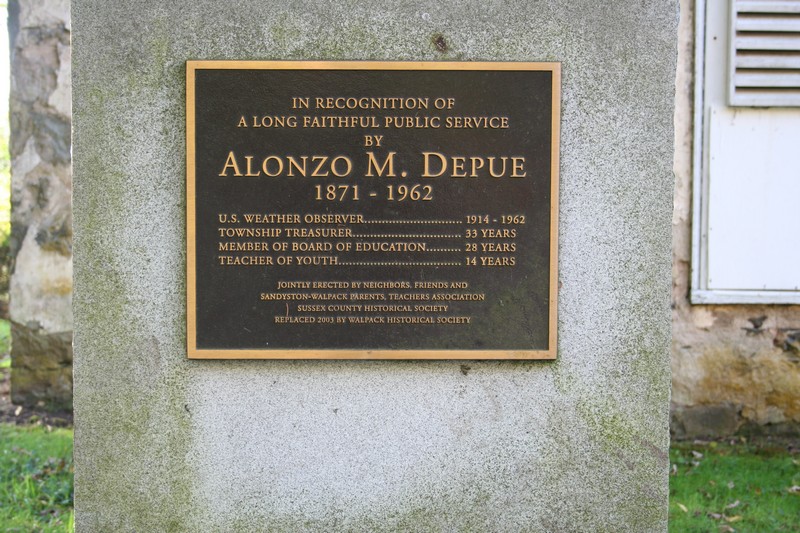 IN RECOGNITION OF
A LONG FAITHFUL PUBLIC SERVICE
BY
ALONZO M. DEPUE
1871 - 1962
U.S. WEATHER OBSERVER............................ 1914 - 1962
TOWNSHIP TREASURER............................... 33 YEARS
MEMBER OF BOARD OF EDUCATION.......... 28 YEARS
TEACHER OF YOUTH................................... 14 YEARS
JOINTLY ERECTED BY NEIGHBORS, FRIENDS AND
SANDYSTON-WALPACK PARENTS, TEACHERS ASSOCIATION
SUSSEX COUNTY HISTORICAL SOCIETY
REPLACED 2003 BY WALPACK HISTORICAL SOCIETY